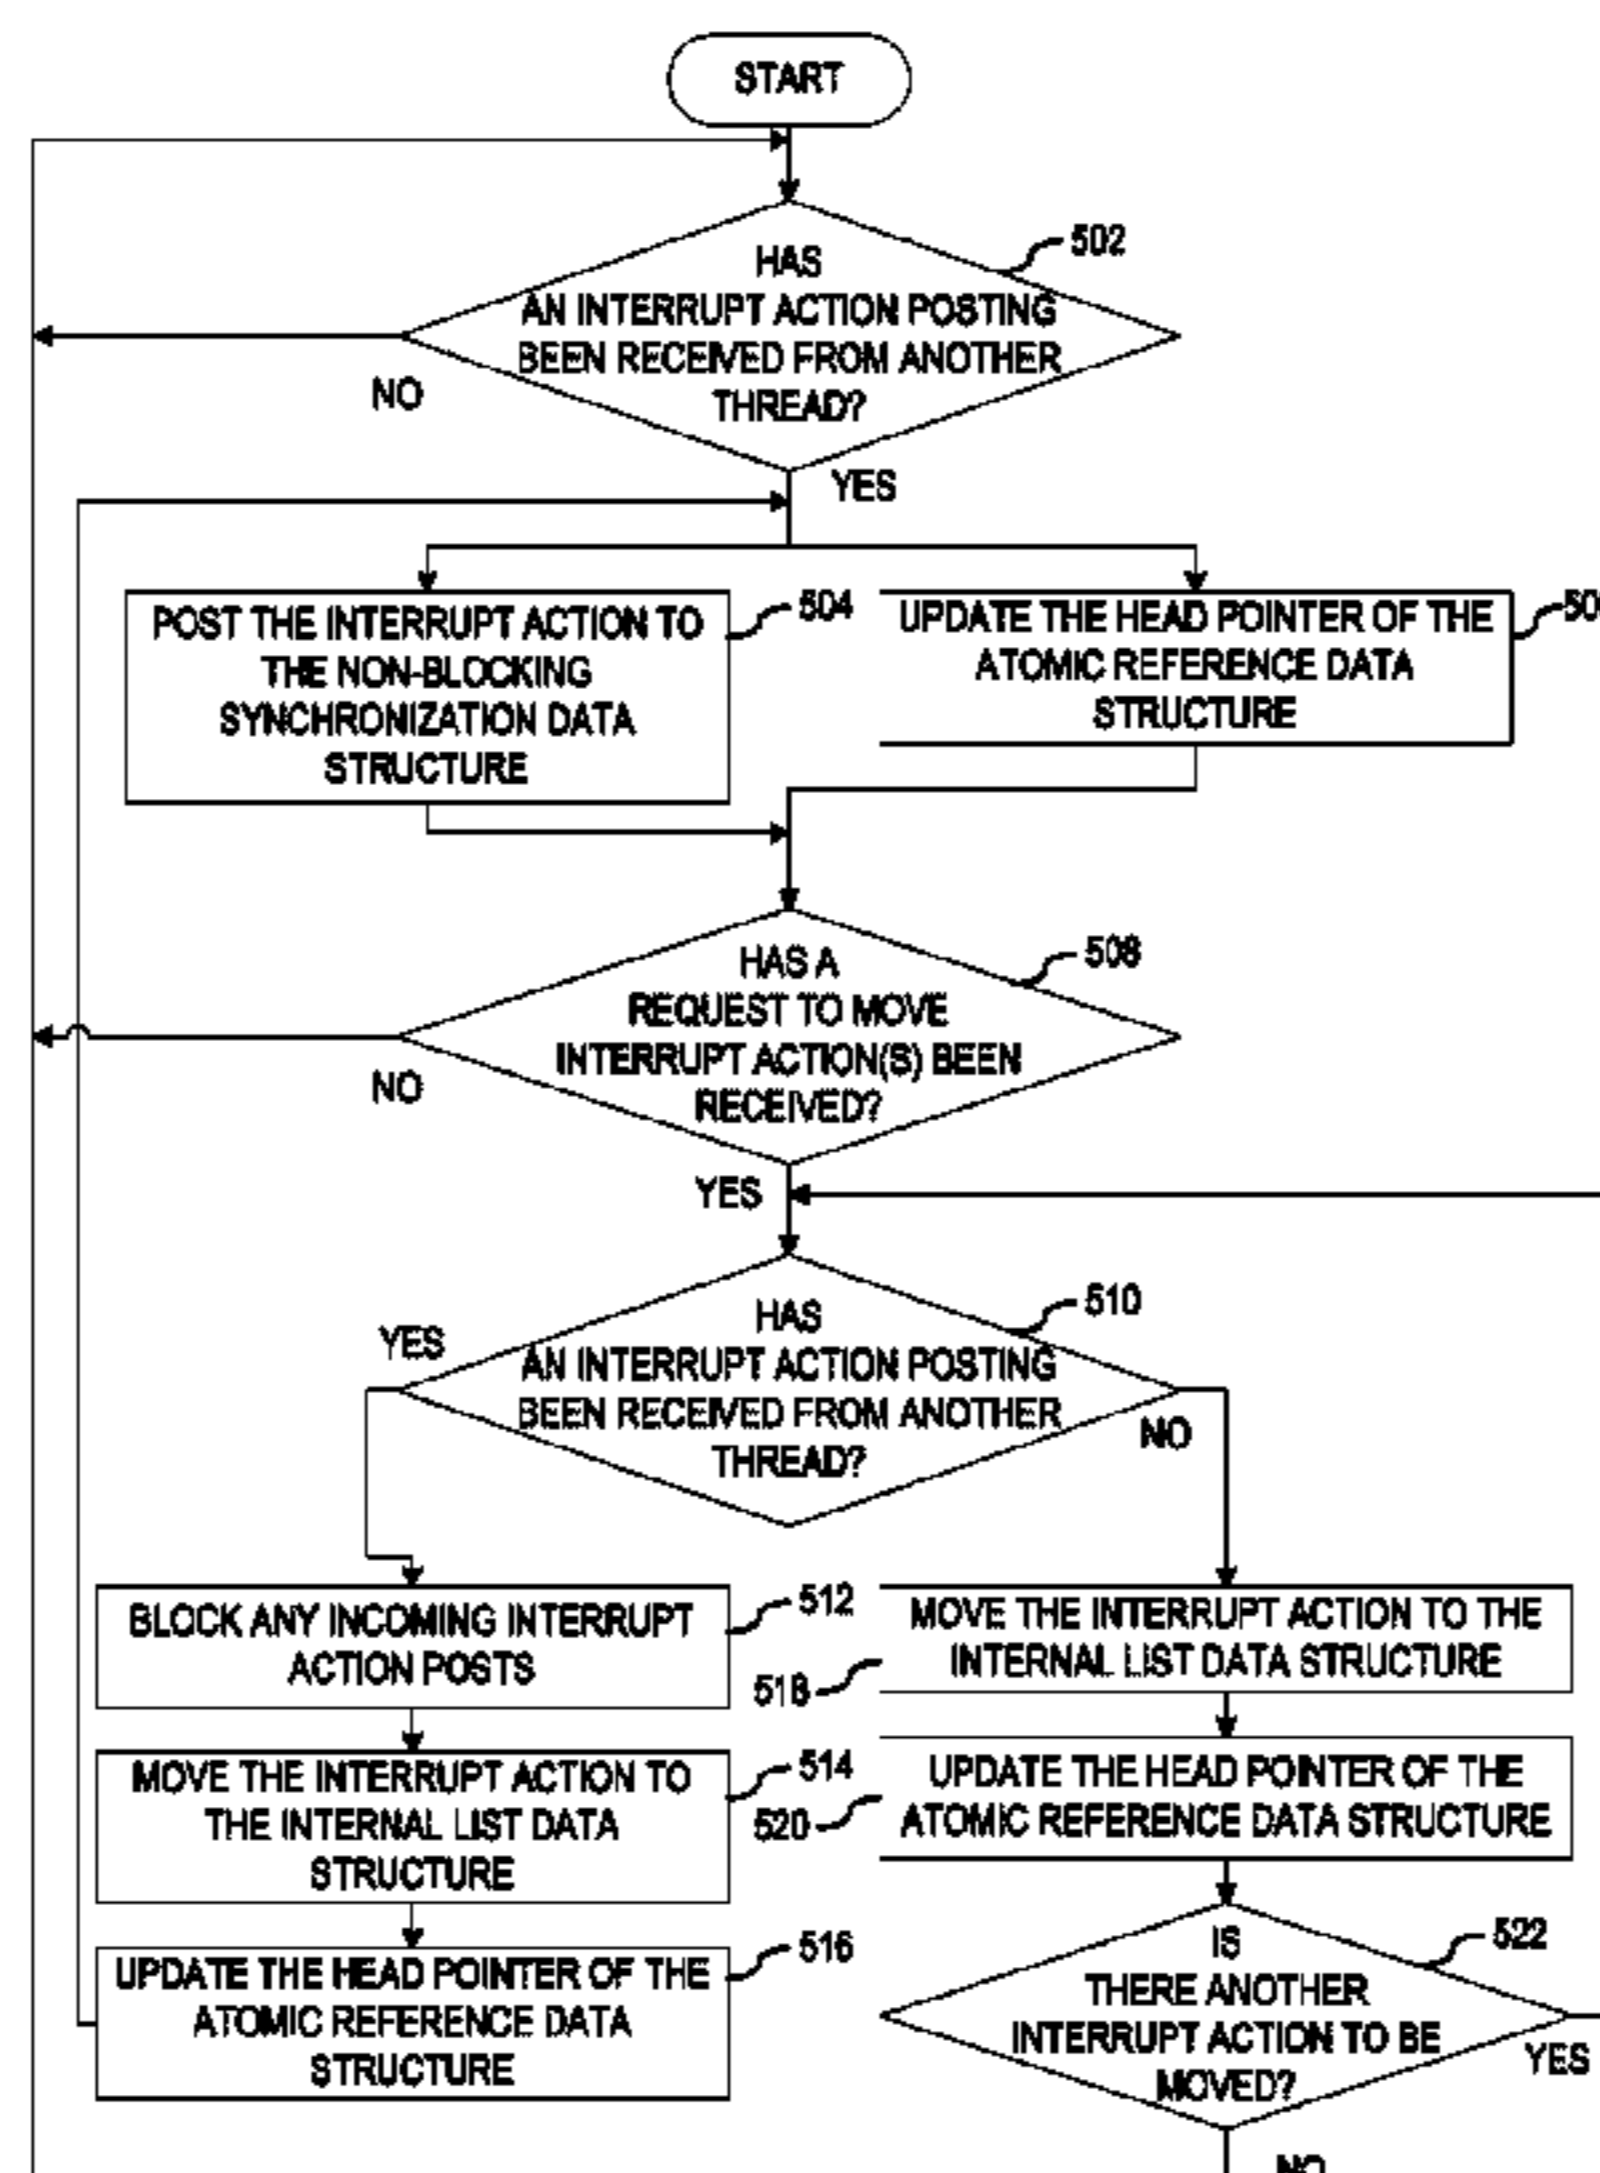 START
502
HAS
AN INTERRUPT ACTION POSTING
BEEN RECEIVED FROM ANOTHER
THREAD?
NO
YES
POST THE INTERRUPT ACTION TO
THE NON-BLOCKING
SYNCHRONIZATION DATA
STRUCTURE
504
UPDATE THE HEAD POINTER OF THE
ATOMIC REFERENCE DATA
STRUCTURE
HAS A
REQUEST TO MOVE
INTERRUPT ACTION(S) BEEN
RECEIVED?
508
NO
YES
HAS
AN INTERRUPT ACTION POSTING
BEEN RECEIVED FROM ANOTHER
THREAD?
510
YES
NO
BLOCK ANY INCOMING INTERRUPT
ACTION POSTS
512
MOVE THE INTERRUPT ACTION TO THE
INTERNAL LIST DATA STRUCTURE
518
MOVE THE INTERRUPT ACTION TO
THE INTERNAL LIST DATA
STRUCTURE
514
UPDATE THE HEAD POINTER OF THE
ATOMIC REFERENCE DATA STRUCTURE
520
UPDATE THE HEAD POINTER OF THE
ATOMIC REFERENCE DATA
STRUCTURE
516
IS
THERE ANOTHER
INTERRUPT ACTION TO BE
MOVED?
522
YES
NO